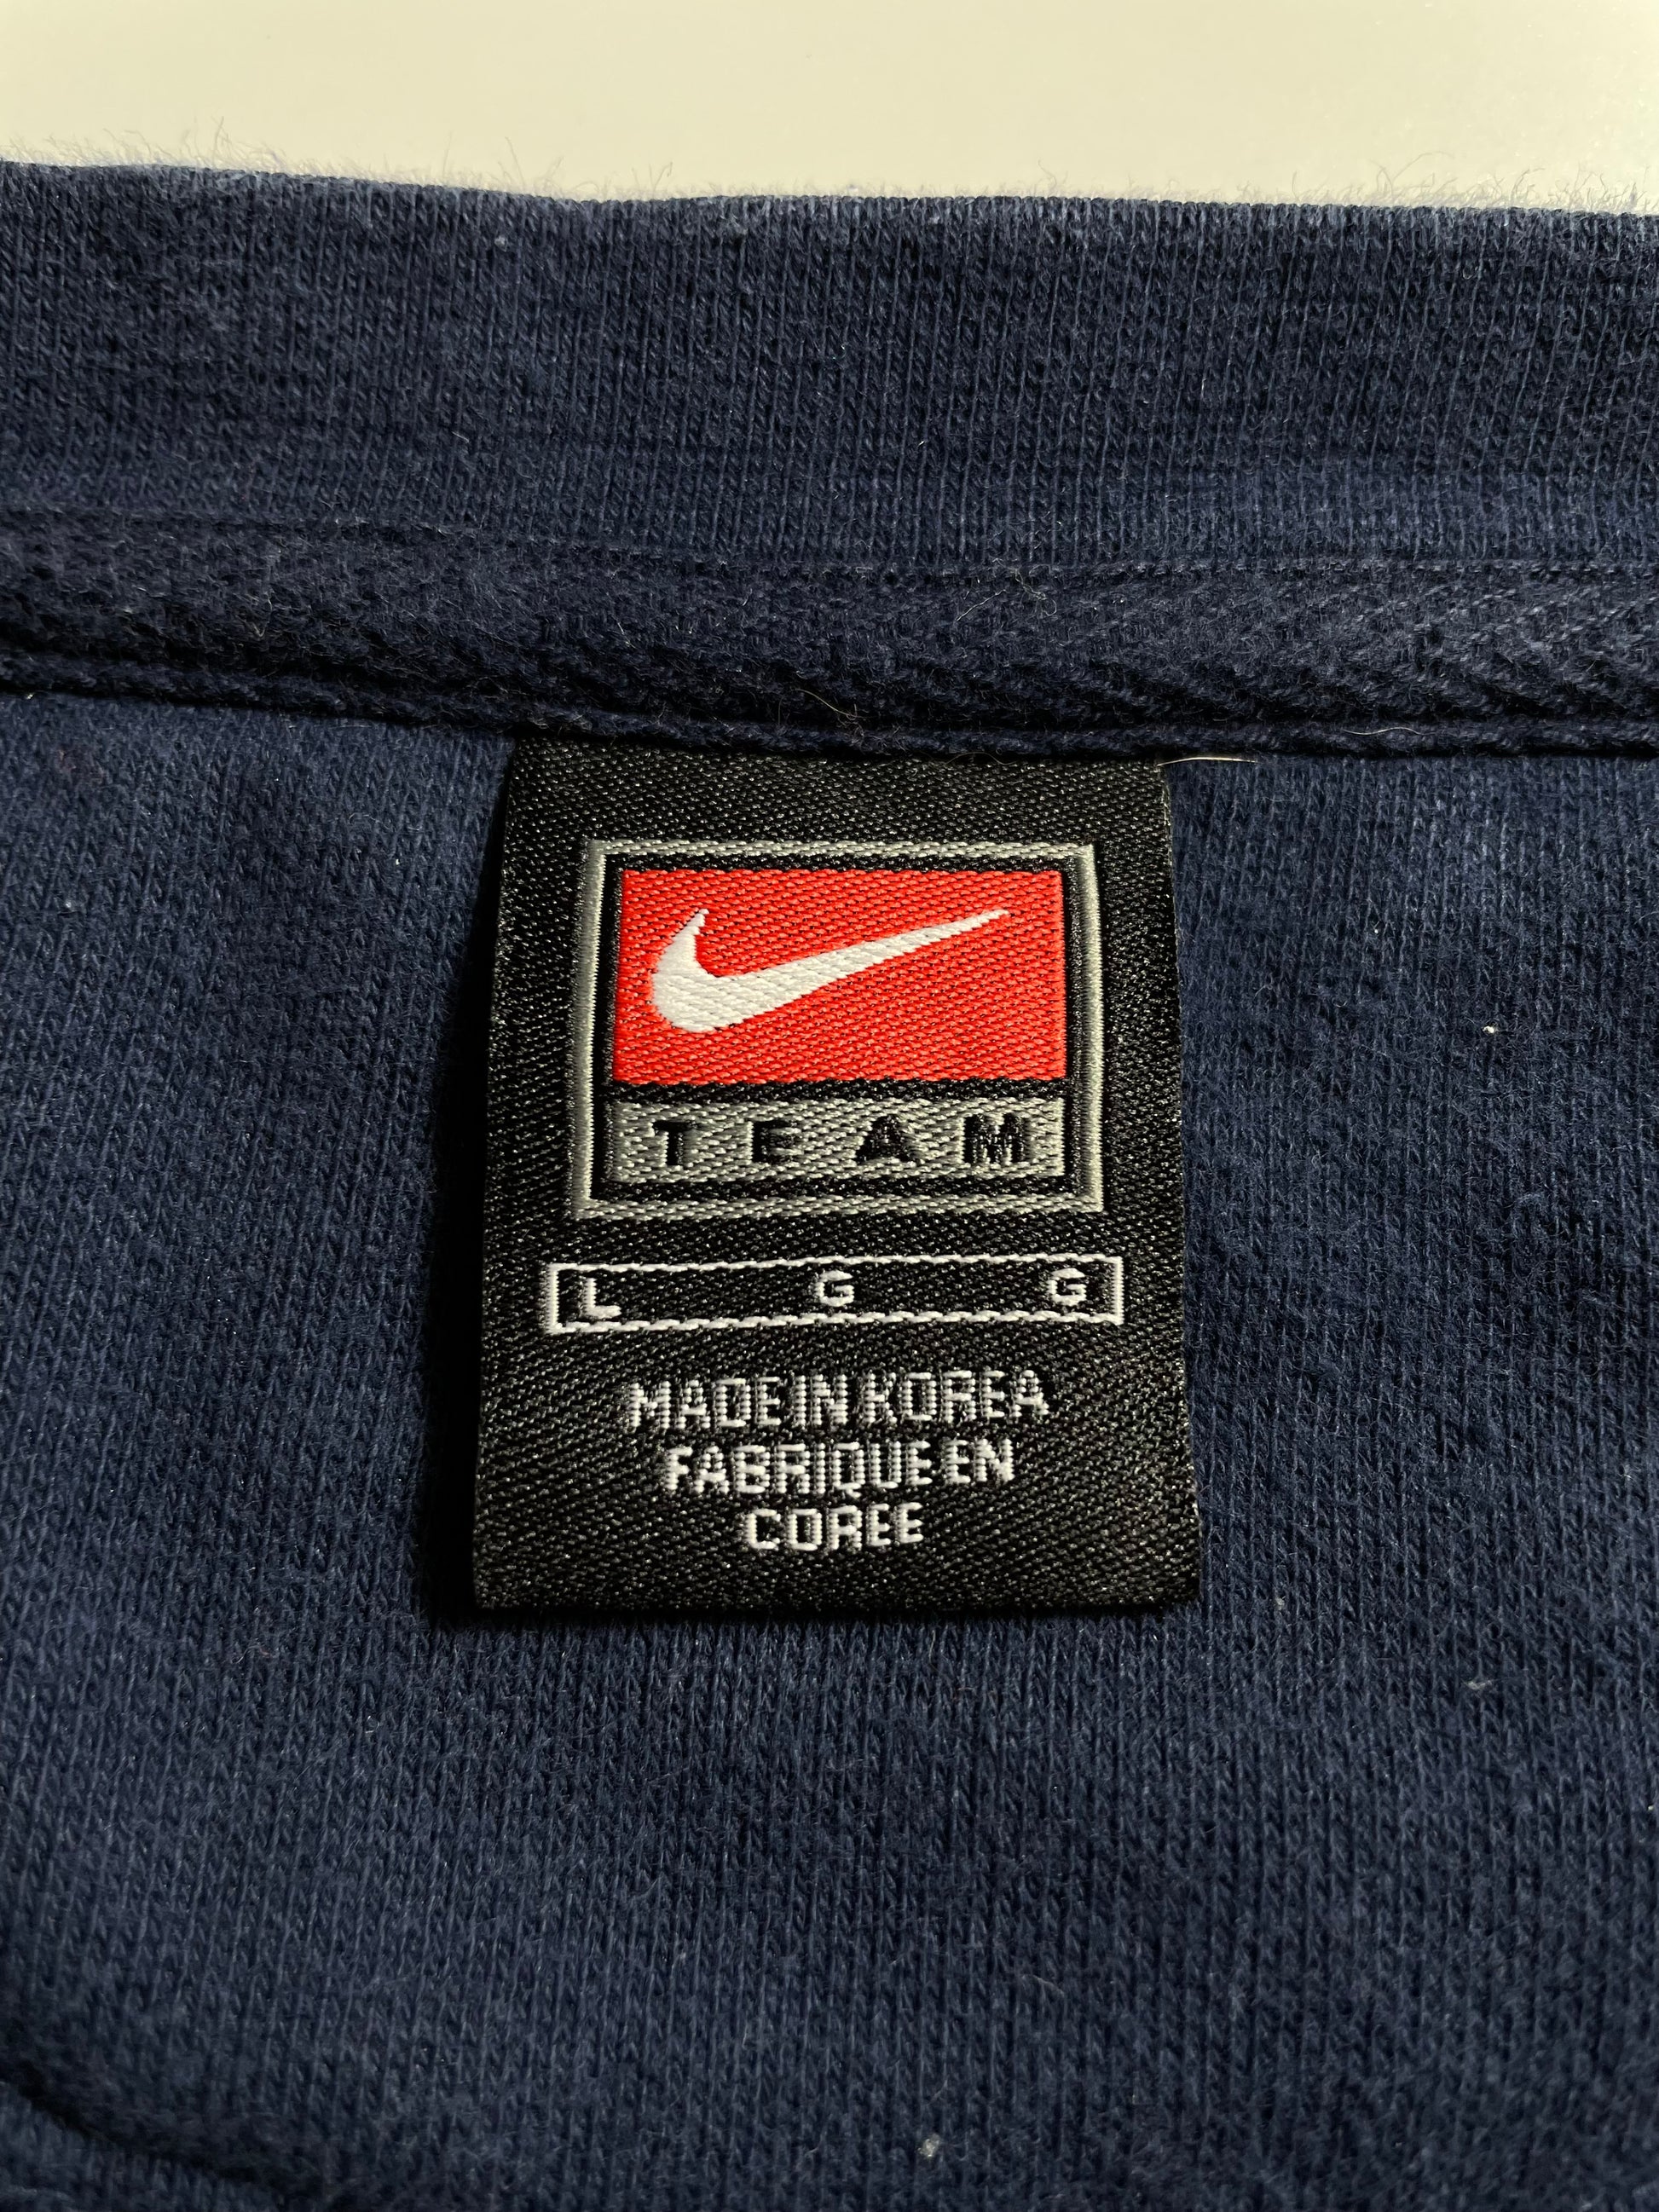 TEAM
L G G
MADE IN KOREA
FABRIQUE EN
COREE